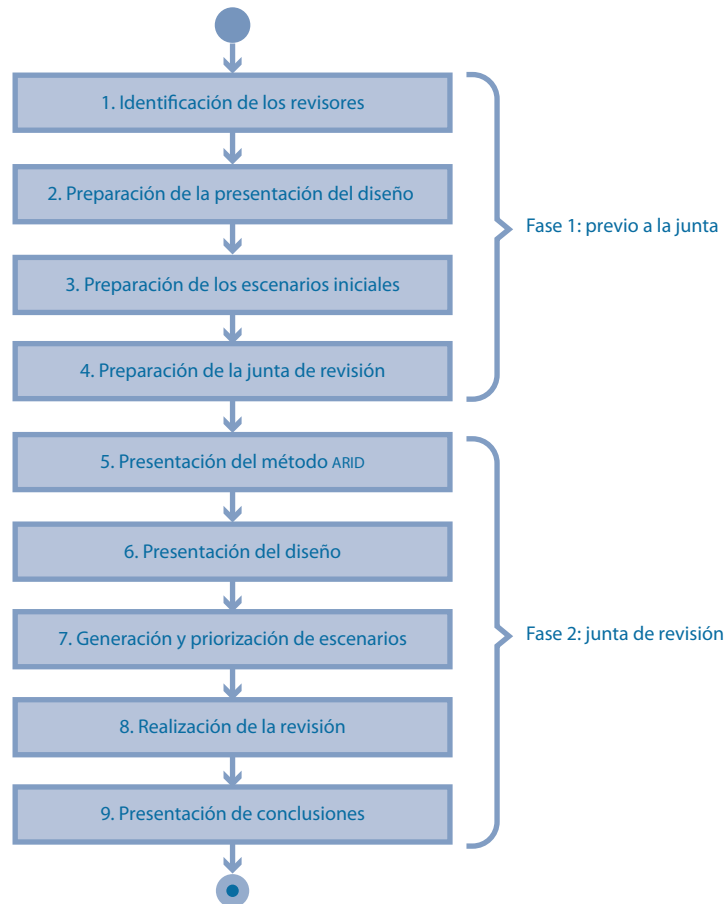 1. Identificación de los revisores
2. Preparación de la presentación del diseño
3. Preparación de los escenarios iniciales
4. Preparación de la junta de revisión
Fase 1: previo a la junta
5. Presentación del método ARID
6. Presentación del diseño
7. Generación y priorización de escenarios
8. Realización de la revisión
9. Presentación de conclusiones
Fase 2: junta de revisión